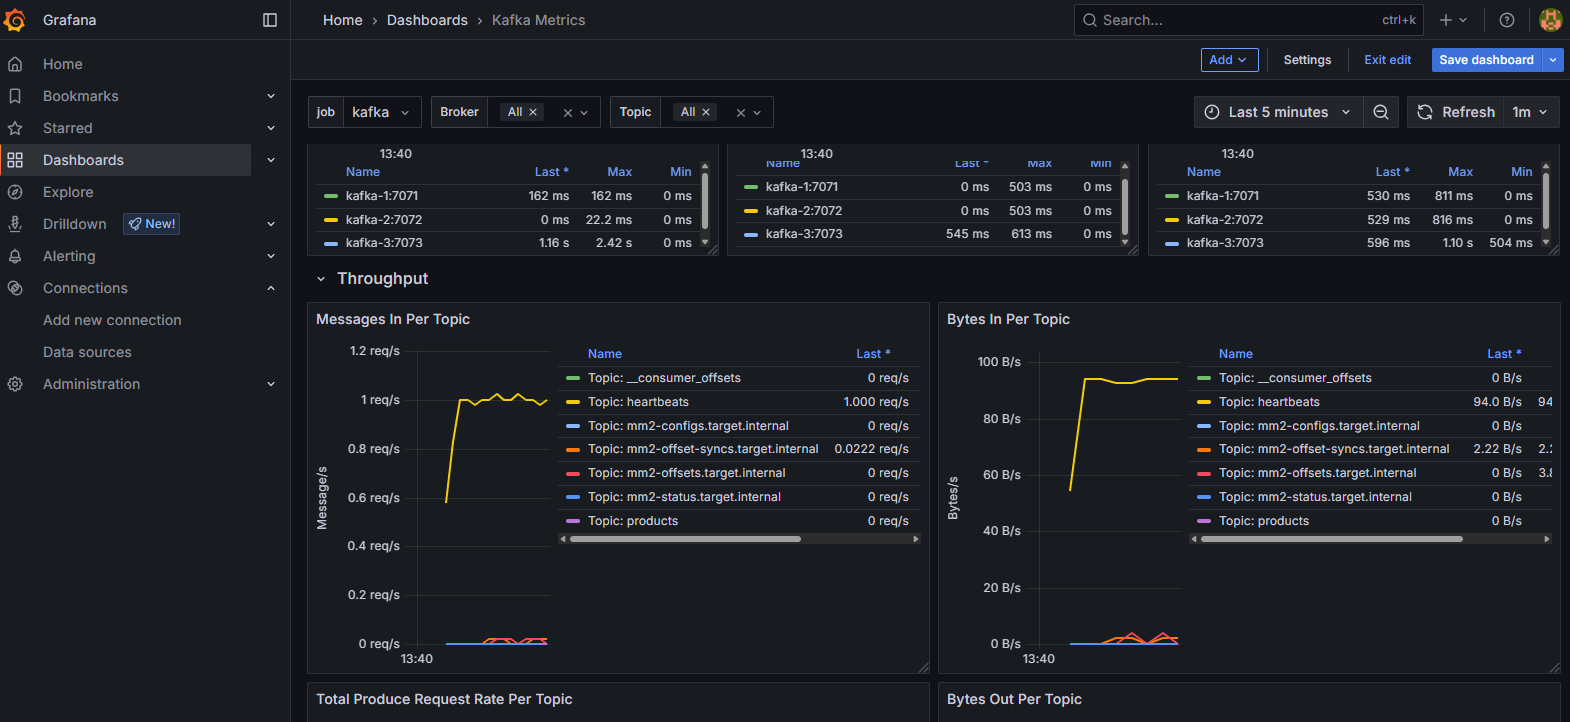 Grafana
Home › Dashboards › Kafka Metrics
Search... ctrl+k
Add Settings Exit edit Save dashboard
Home
Bookmarks
Starred
Dashboards
Explore
Drilldown New!
Alerting
Connections
Add new connection
Data sources
Administration
job kafka Broker All Topic All Last 5 minutes Refresh 1m
13:40
Name Last * Max Min
kafka-1:7071 162 ms 162 ms 0 ms
kafka-2:7072 0 ms 22.2 ms 0 ms
kafka-3:7073 1.16 s 2.42 s 0 ms
13:40
Name Last * Max Min
kafka-1:7071 0 ms 503 ms 0 ms
kafka-2:7072 0 ms 503 ms 0 ms
kafka-3:7073 545 ms 613 ms 0 ms
13:40
Name Last * Max Min
kafka-1:7071 530 ms 811 ms 0 ms
kafka-2:7072 529 ms 816 ms 0 ms
kafka-3:7073 596 ms 1.10 s 504 ms
Throughput
Messages In Per Topic
Message/s
1.2 req/s
1 req/s
0.8 req/s
0.6 req/s
0.4 req/s
0.2 req/s
0 req/s
13:40
Name Last *
Topic: __consumer_offsets 0 req/s
Topic: heartbeats 1.000 req/s
Topic: mm2-configs.target.internal 0 req/s
Topic: mm2-offset-syncs.target.internal 0.0222 req/s
Topic: mm2-offsets.target.internal 0 req/s
Topic: mm2-status.target.internal 0 req/s
Topic: products 0 req/s
Bytes In Per Topic
Bytes/s
100 B/s
80 B/s
60 B/s
40 B/s
20 B/s
0 B/s
13:40
Name Last *
Topic: __consumer_offsets 0 B/s
Topic: heartbeats 94.0 B/s 94
Topic: mm2-configs.target.internal 0 B/s
Topic: mm2-offset-syncs.target.internal 2.22 B/s 2.
Topic: mm2-offsets.target.internal 0 B/s 3.
Topic: mm2-status.target.internal 0 B/s
Topic: products 0 B/s
Total Produce Request Rate Per Topic
Bytes Out Per Topic